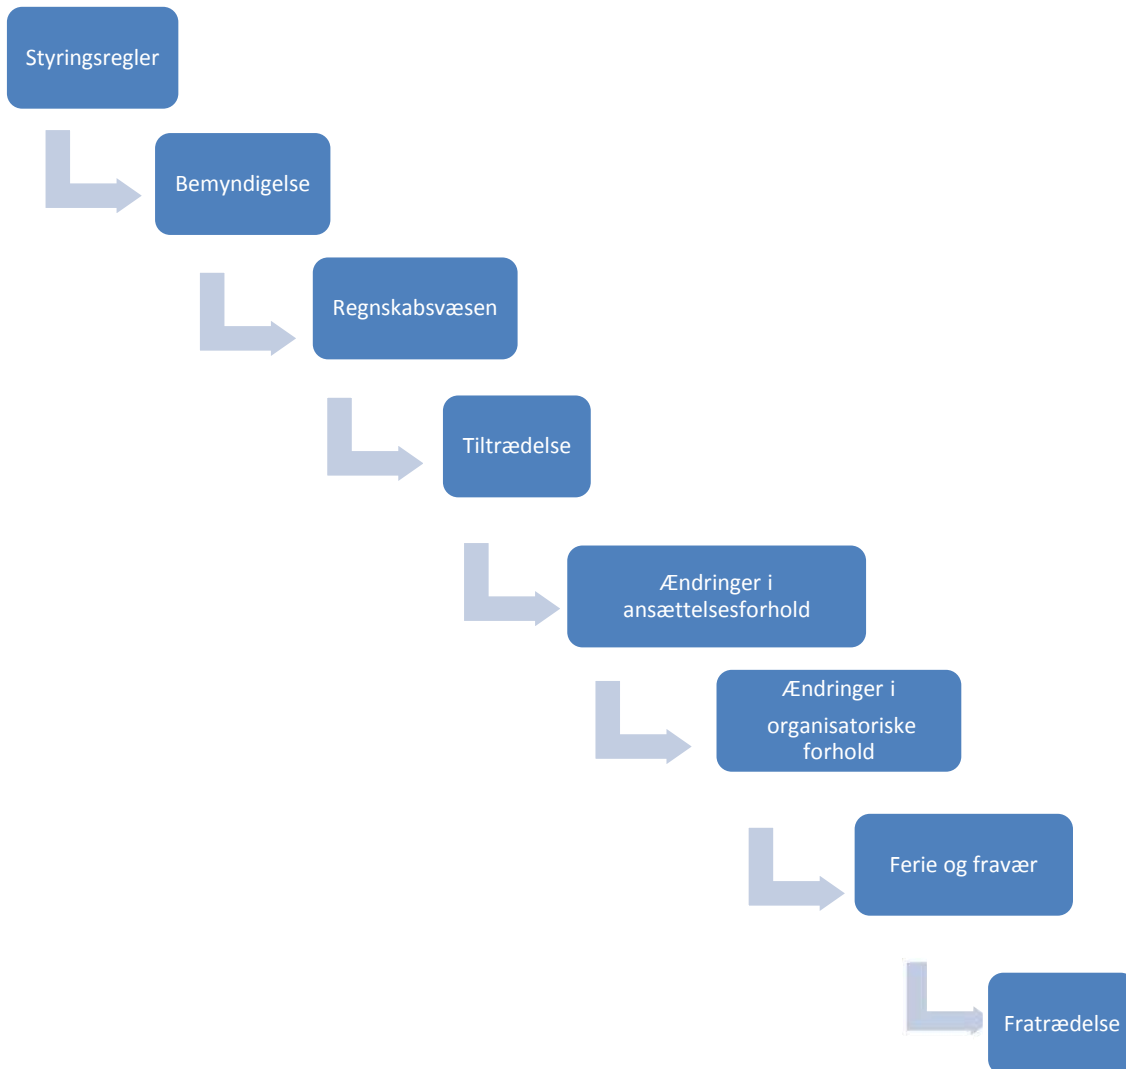 Styringsregler
Bemyndigelse
Regnskabsvæsen
Tiltrædelse
Ændringer i
ansættelsesforhold
Ændringer i
organisatoriske
forhold
Ferie og fravær
Fratrædelse